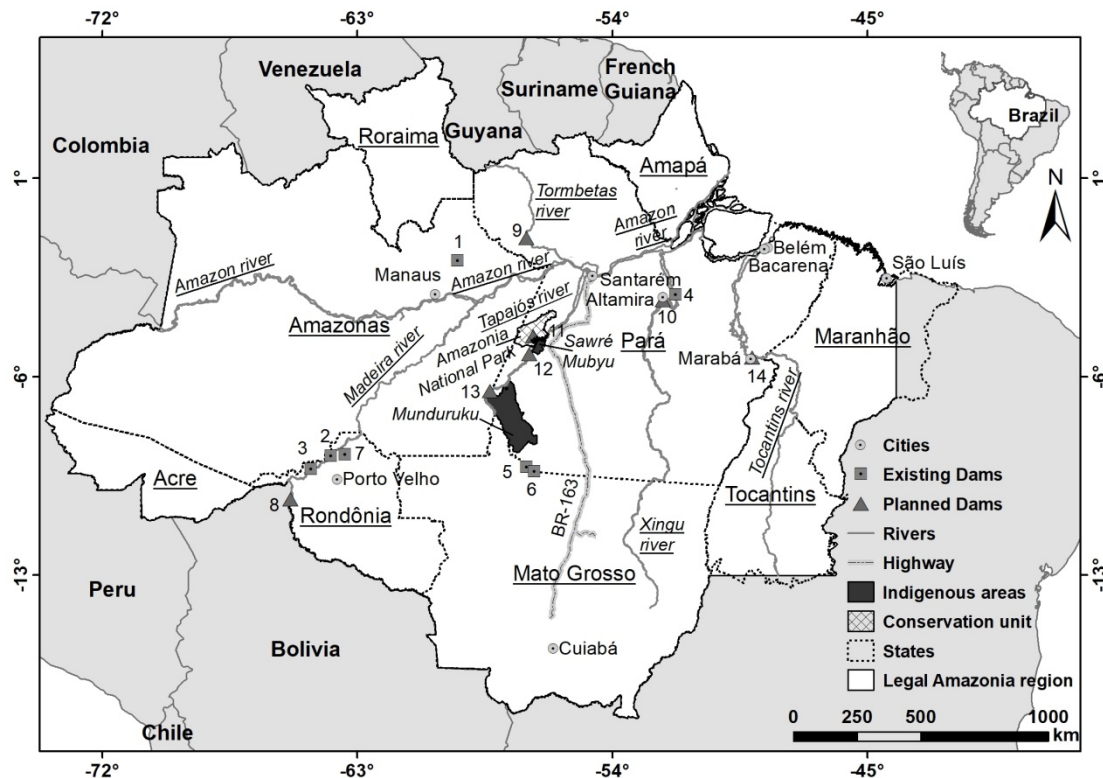 -72°
-63°
-54°
-45°
Venezuela
Suriname
French
Guiana
Colombia
Guyana
Roraima
Brazil
Amapá
N
1°
1°
Tormbetas
river
9
1
Amazon
river
Belém
Bacarena
São Luís
Manaus
Amazon river
Amazon river
Santarém
Altamira
4
10
Amazonas
Tapajós river
Amazonia
National Park
11
Sawré
Mubyu
Pará
Maranhão
Madeira river
12
Marabá
14
-6°
-6°
13
Munduruku
Tocantins river
2
3
7
5
6
Acre
Porto Velho
8
Rondônia
BR-163
Xingu
river
Tocantins
-13°
-13°
Mato Grosso
Peru
Bolivia
Cuiabá
Chile
Cities
Existing Dams
Planned Dams
Rivers
Highway
Indigenous areas
Conservation unit
States
Legal Amazonia region
0 250 500 1000
km
-72°
-63°
-54°
-45°